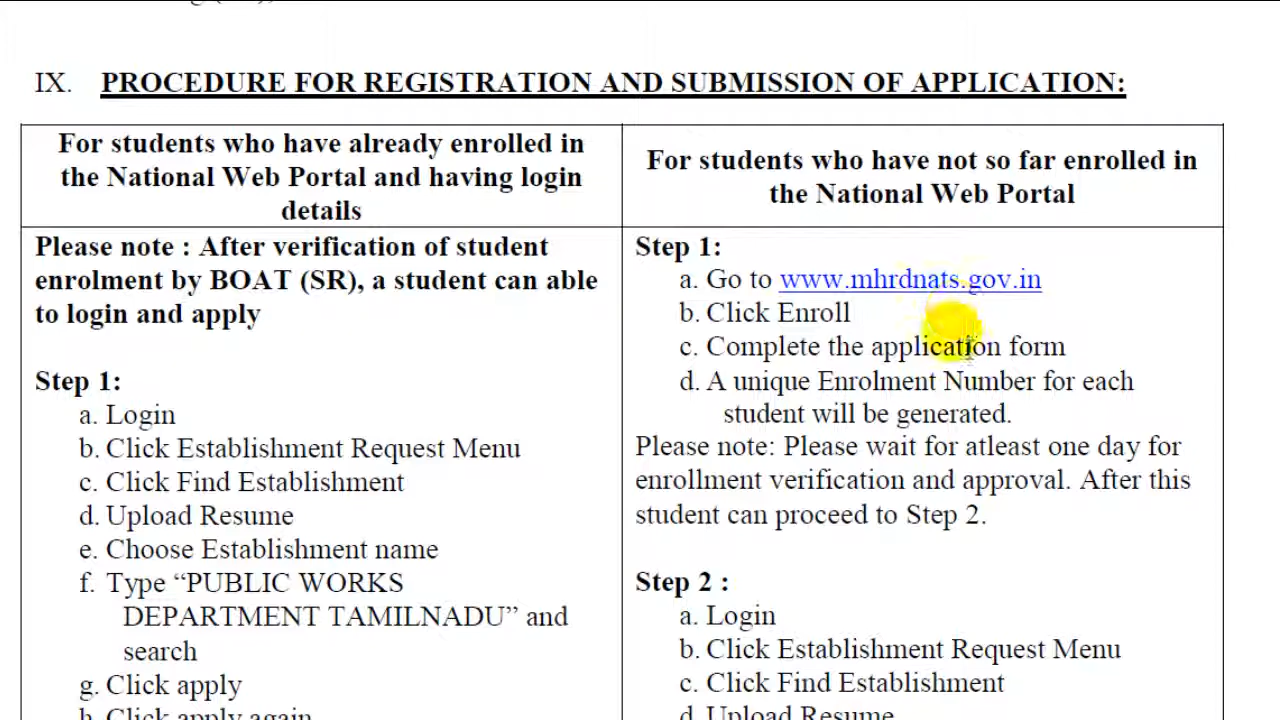 IX. PROCEDURE FOR REGISTRATION AND SUBMISSION OF APPLICATION:
For students who have already enrolled in
the National Web Portal and having login
details
For students who have not so far enrolled in
the National Web Portal
Please note : After verification of student
enrolment by BOAT (SR), a student can able
to login and apply
Step 1:
a. Login
b. Click Establishment Request Menu
c. Click Find Establishment
d. Upload Resume
e. Choose Establishment name
f. Type “PUBLIC WORKS
DEPARTMENT TAMILNADU” and
search
g. Click apply
h. Click apply again
Step 1:
a. Go to www.mhrdnats.gov.in
b. Click Enroll
c. Complete the application form
d. A unique Enrolment Number for each
student will be generated.
Please note: Please wait for atleast one day for
enrollment verification and approval. After this
student can proceed to Step 2.
Step 2 :
a. Login
b. Click Establishment Request Menu
c. Click Find Establishment
d. Upload Resume